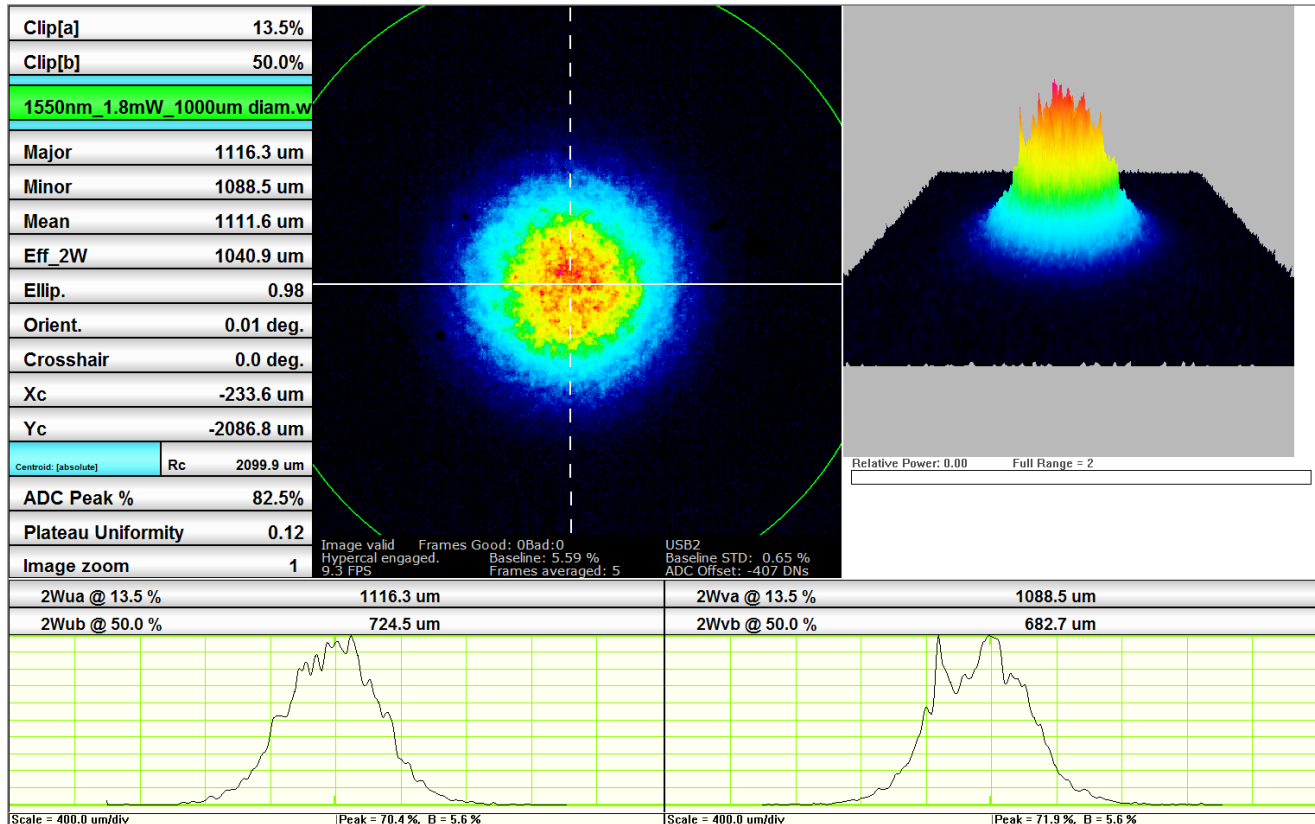 Clip[a] 13.5%
Clip[b] 50.0%
1550nm_1.8mW_1000um diam.w
Major 1116.3 um
Minor 1088.5 um
Mean 1111.6 um
Eff_2W 1040.9 um
Ellip. 0.98
Orient. 0.01 deg.
Crosshair 0.0 deg.
Xc -233.6 um
Yc -2086.8 um
Centroid: [absolute] Rc 2099.9 um
ADC Peak % 82.5%
Plateau Uniformity 0.12
Image zoom 1
Image valid Frames Good: 0Bad:0 USB2
Hypercal engaged. Baseline: 5.59 % Baseline STD: 0.65 %
9.3 FPS Frames averaged: 5 ADC Offset: -407 DNs
Relative Power: 0.00 Full Range = 2
2Wua @ 13.5 % 1116.3 um
2Wub @ 50.0 % 724.5 um
Scale = 400.0 um/div Peak = 70.4 %, B = 5.6 %
2Wva @ 13.5 % 1088.5 um
2Wvb @ 50.0 % 682.7 um
Scale = 400.0 um/div Peak = 71.9 %, B = 5.6 %